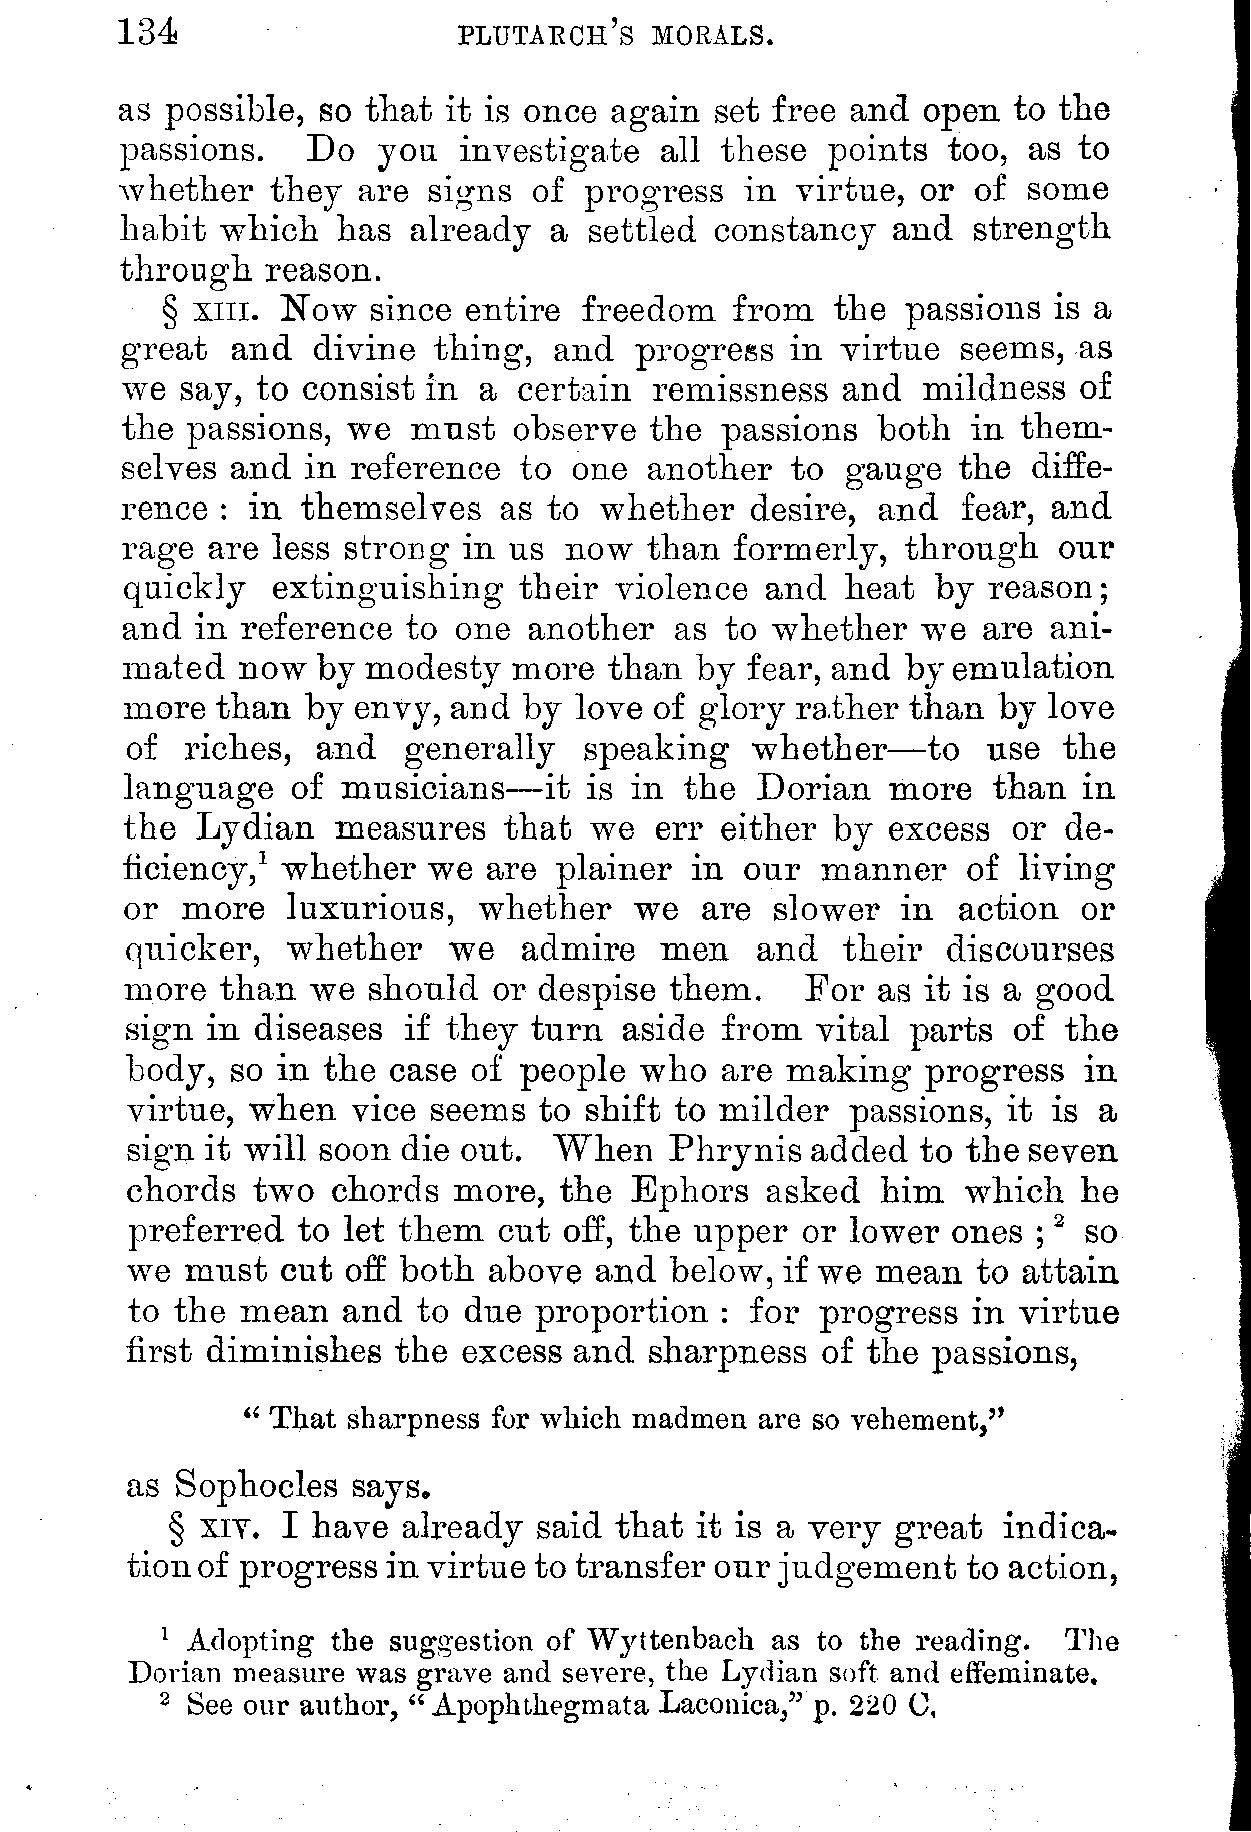 134 PLUTARCH'S MORALS.
as possible, so that it is once again set free and open to the
passions. Do you investigate all these points too, as to
whether they are signs of progress in virtue, or of some
habit which has already a settled constancy and strength
through reason.
§ XIII. Now since entire freedom from the passions is a
great and divine thing, and progress in virtue seems, as
we say, to consist in a certain remissness and mildness of
the passions, we must observe the passions both in them-
selves and in reference to one another to gauge the diffe-
rence : in themselves as to whether desire, and fear, and
rage are less strong in us now than formerly, through our
quickly extinguishing their violence and heat by reason;
and in reference to one another as to whether we are ani-
mated now by modesty more than by fear, and by emulation
more than by envy, and by love of glory rather than by love
of riches, and generally speaking whether—to use the
language of musicians—it is in the Dorian more than in
the Lydian measures that we err either by excess or de-
ficiency,¹ whether we are plainer in our manner of living
or more luxurious, whether we are slower in action or
quicker, whether we admire men and their discourses
more than we should or despise them. For as it is a good
sign in diseases if they turn aside from vital parts of the
body, so in the case of people who are making progress in
virtue, when vice seems to shift to milder passions, it is a
sign it will soon die out. When Phrynis added to the seven
chords two chords more, the Ephors asked him which he
preferred to let them cut off, the upper or lower ones ; ² so
we must cut off both above and below, if we mean to attain
to the mean and to due proportion : for progress in virtue
first diminishes the excess and sharpness of the passions,
“ That sharpness for which madmen are so vehement,”
as Sophocles says.
§ XIV. I have already said that it is a very great indica-
tion of progress in virtue to transfer our judgement to action,
¹ Adopting the suggestion of Wyttenbach as to the reading. The
Dorian measure was grave and severe, the Lydian soft and effeminate.
² See our author, “ Apophthegmata Laconica,” p. 220 C.